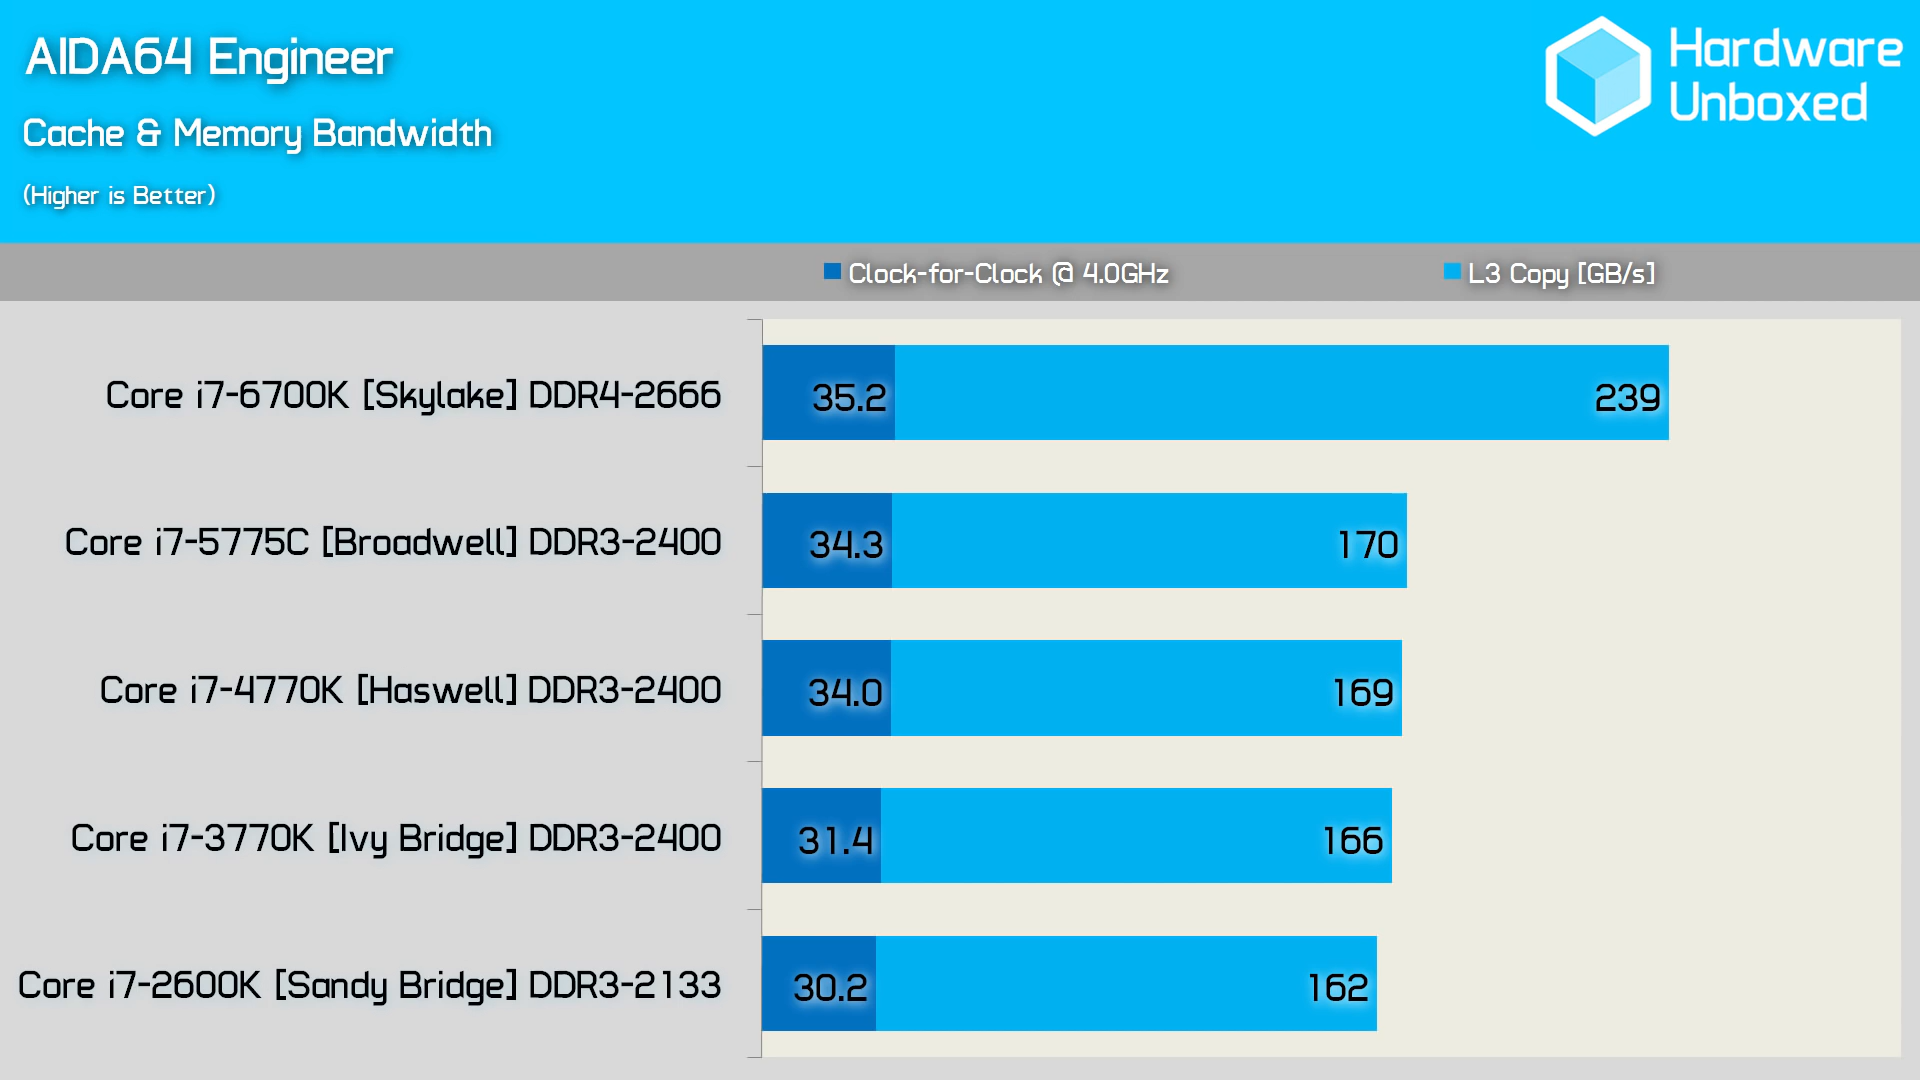 AIDA64 Engineer
Hardware
Unboxed
Cache & Memory Bandwidth
(Higher is Better)
Clock-for-Clock @ 4.0GHz
L3 Copy [GB/s]
Core i7-6700K [Skylake] DDR4-2666 35.2 239
Core i7-5775C [Broadwell] DDR3-2400 34.3 170
Core i7-4770K [Haswell] DDR3-2400 34.0 169
Core i7-3770K [Ivy Bridge] DDR3-2400 31.4 166
Core i7-2600K [Sandy Bridge] DDR3-2133 30.2 162